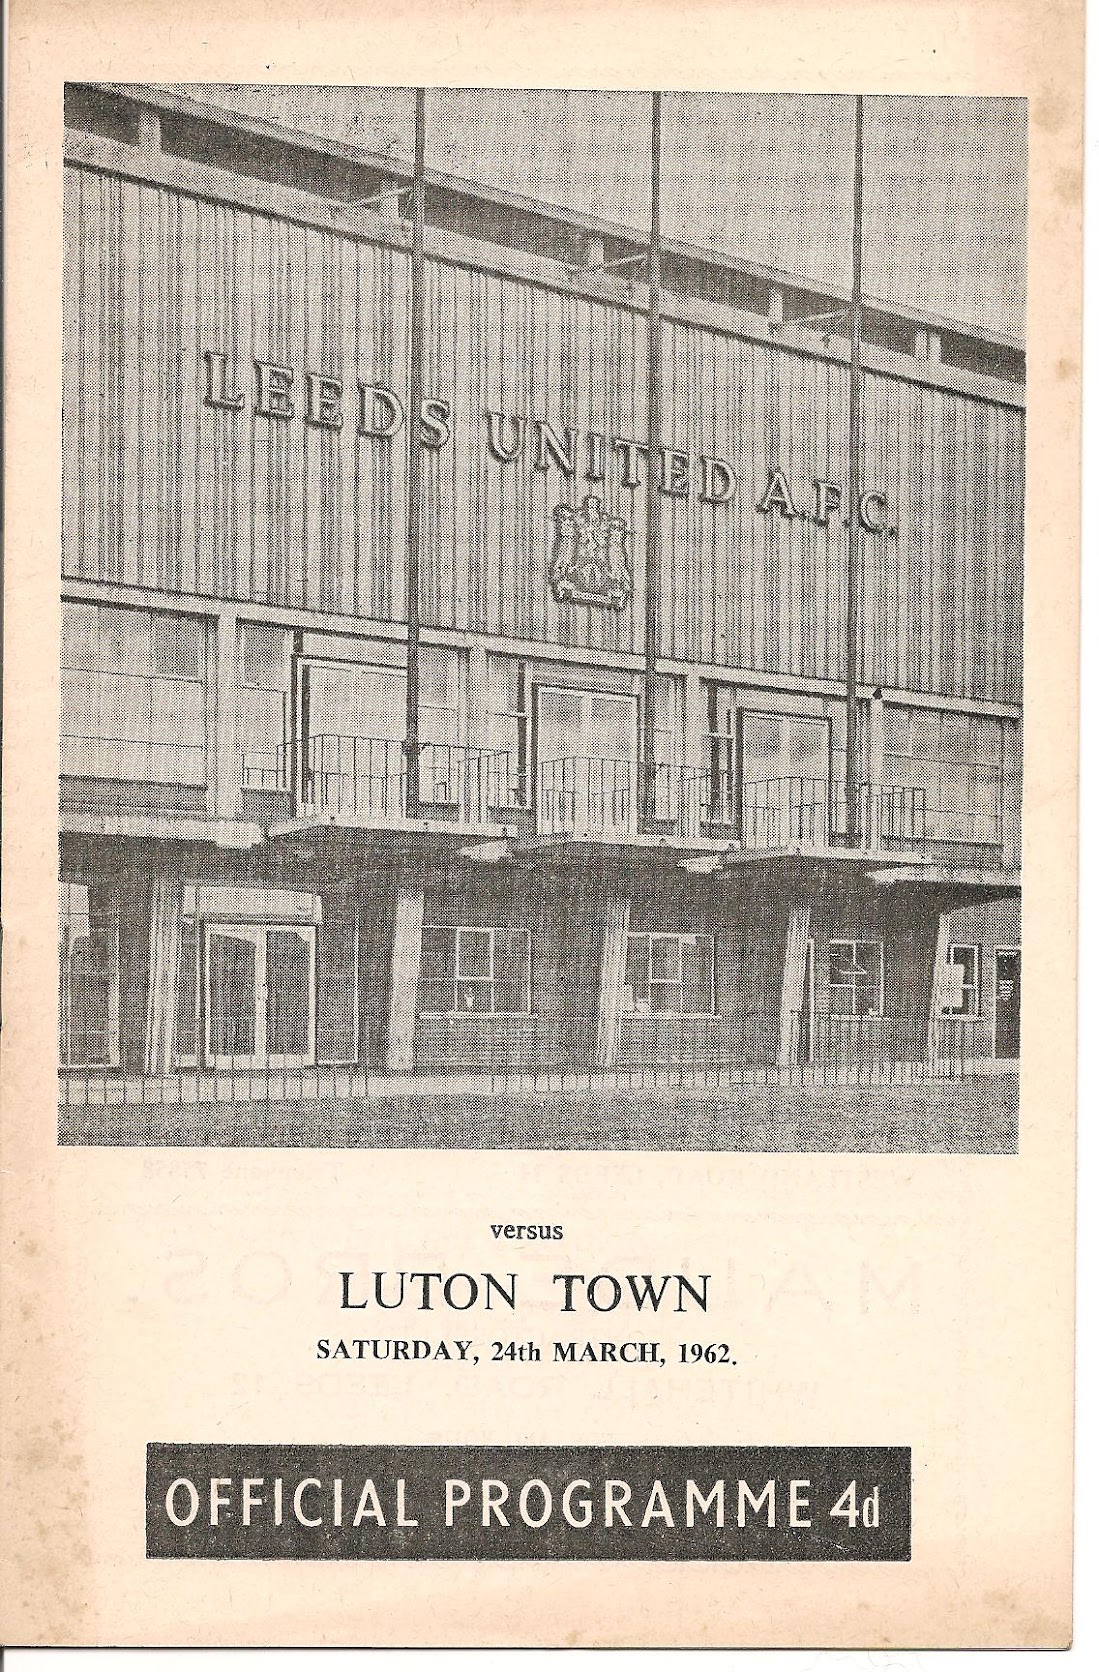 LEEDS UNITED A.F.C.
versus
LUTON TOWN
SATURDAY, 24th MARCH, 1962.
OFFICIAL PROGRAMME 4d